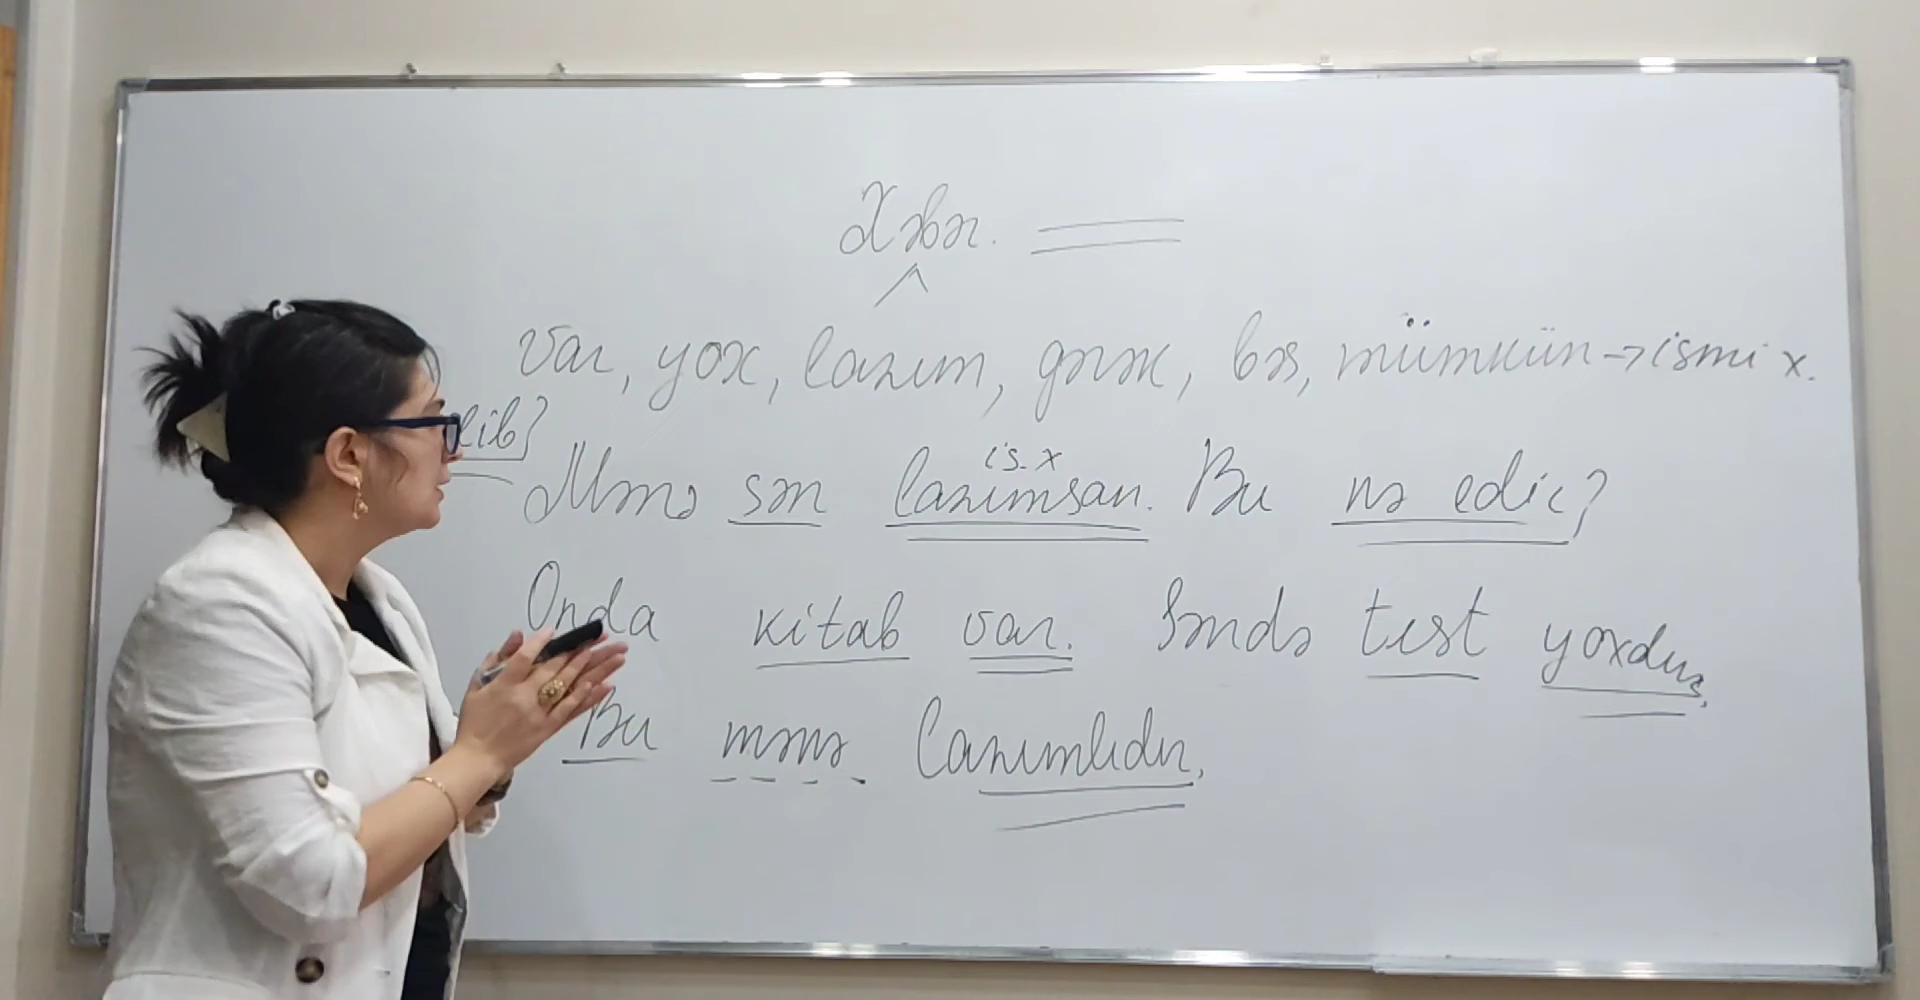 Xəbər.
Var, yox, lazım, gərək, bəs, mümkün → ismi x.
lib?
is. x
Mənə sən lazımsan. Bu nə edir?
Onda kitab var. Səndə test yoxdur.
Bu mənə lazımlıdır.